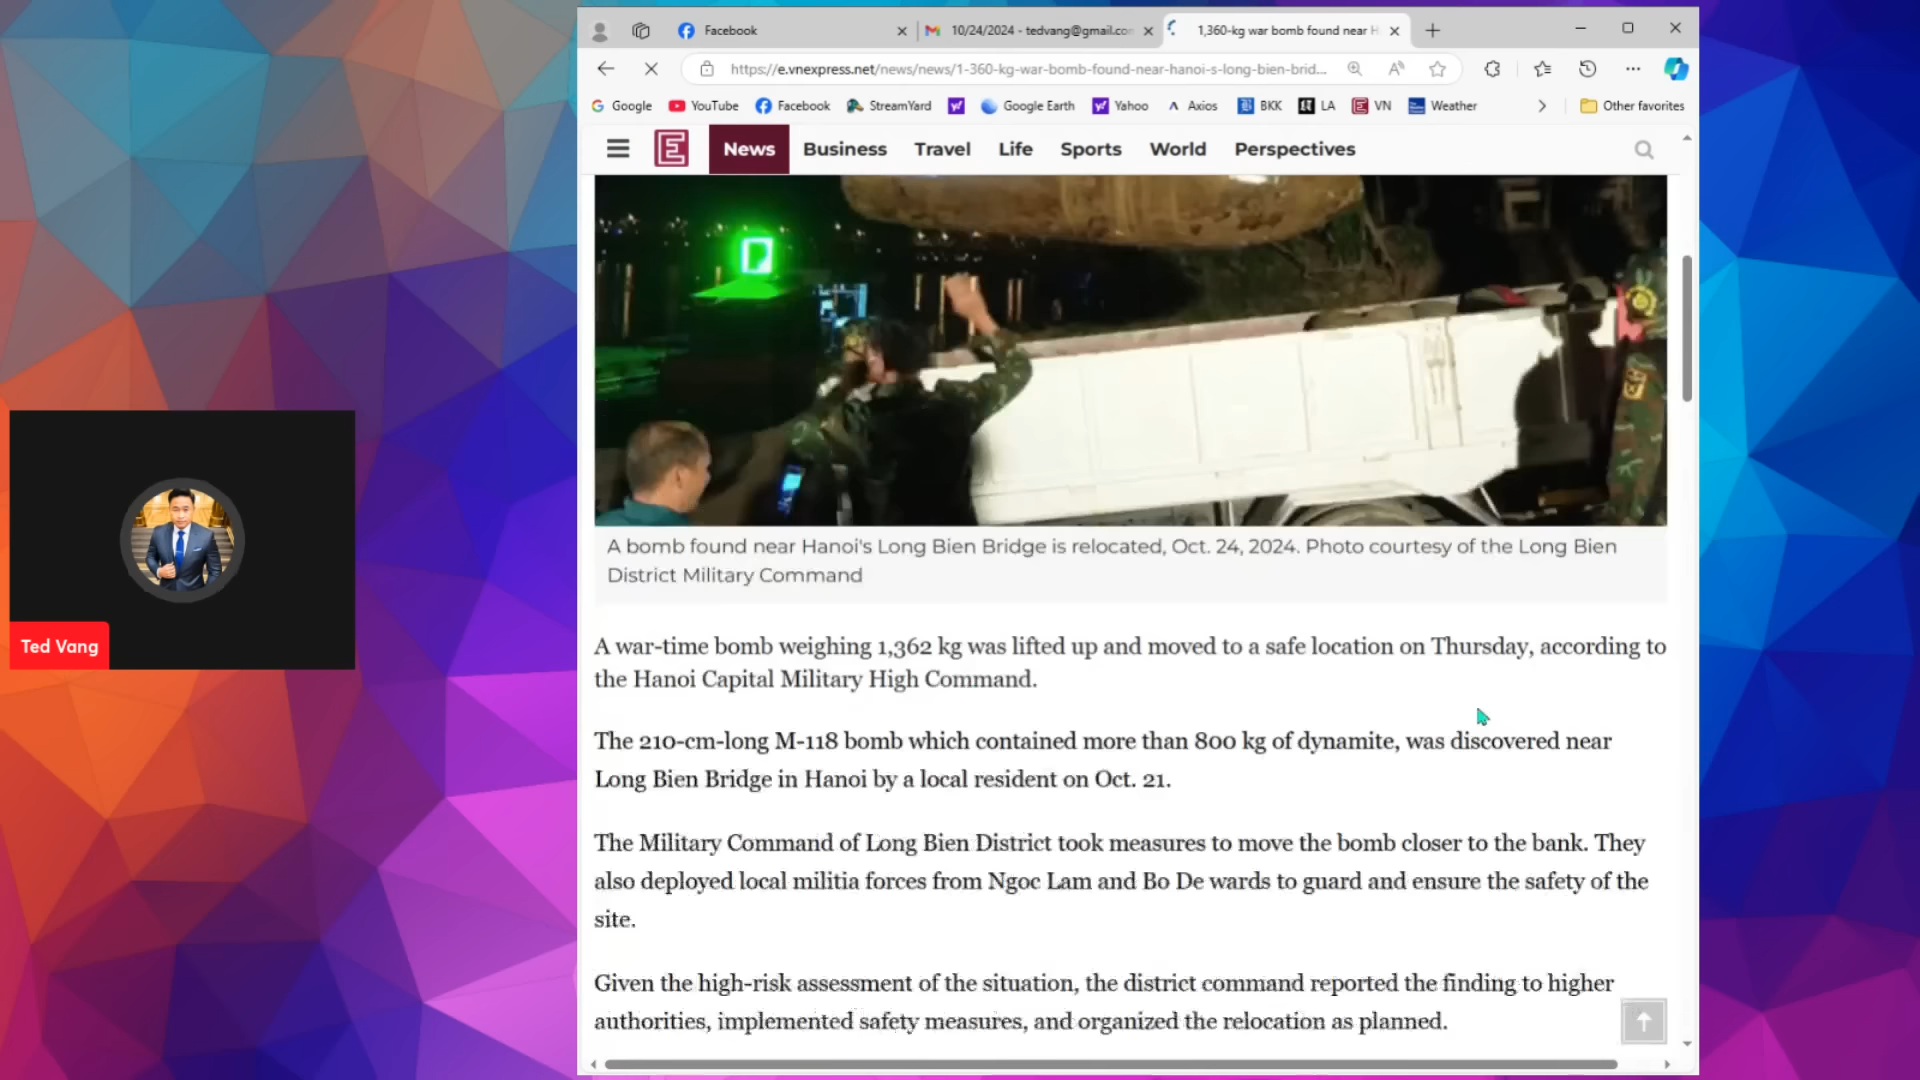 Facebook
10/24/2024 - tedvang@gmail.co
1,360-kg war bomb found near H
https://e.vnexpress.net/news/news/1-360-kg-war-bomb-found-near-hanoi-s-long-bien-brid...
Google YouTube Facebook StreamYard Google Earth Yahoo Axios BKK LA VN Weather Other favorites
E News Business Travel Life Sports World Perspectives
A bomb found near Hanoi's Long Bien Bridge is relocated, Oct. 24, 2024. Photo courtesy of the Long Bien
District Military Command
A war-time bomb weighing 1,362 kg was lifted up and moved to a safe location on Thursday, according to
the Hanoi Capital Military High Command.
The 210-cm-long M-118 bomb which contained more than 800 kg of dynamite, was discovered near
Long Bien Bridge in Hanoi by a local resident on Oct. 21.
The Military Command of Long Bien District took measures to move the bomb closer to the bank. They
also deployed local militia forces from Ngoc Lam and Bo De wards to guard and ensure the safety of the
site.
Given the high-risk assessment of the situation, the district command reported the finding to higher
authorities, implemented safety measures, and organized the relocation as planned.
Ted Vang